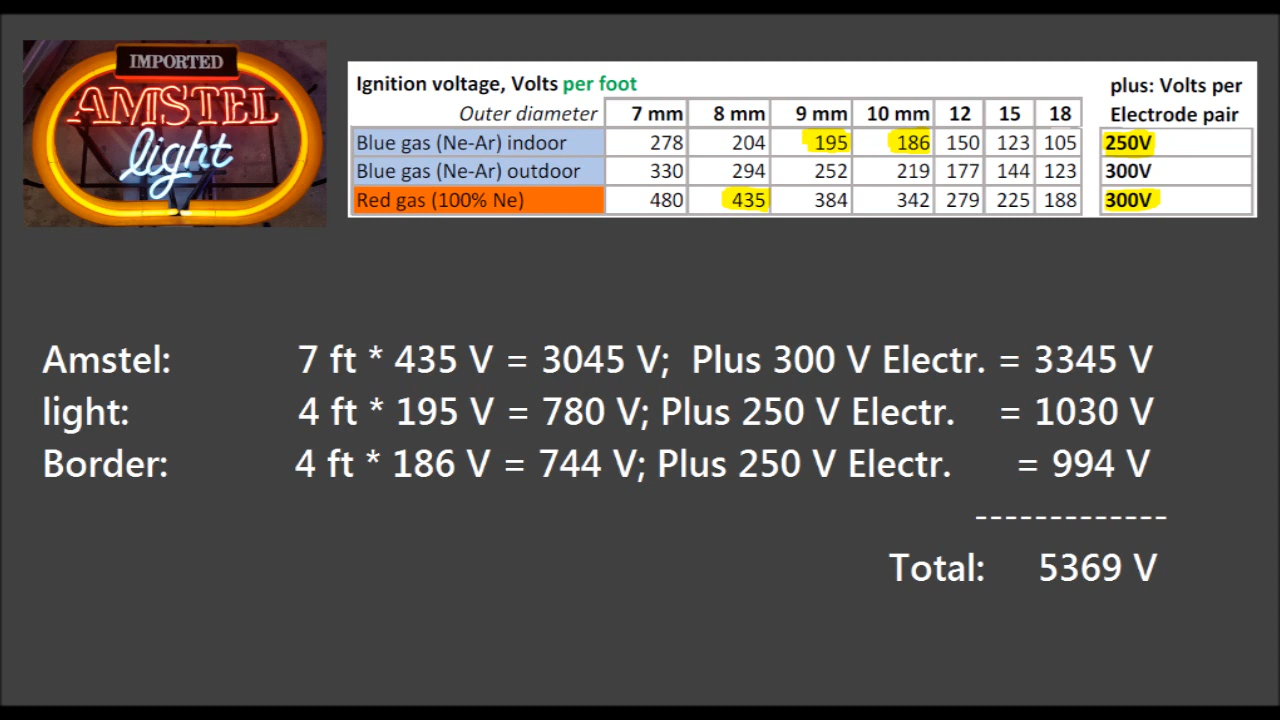 IMPORTED
AMSTEL
light
Ignition voltage, Volts per foot plus: Volts per
Outer diameter 7 mm 8 mm 9 mm 10 mm 12 15 18 Electrode pair
Blue gas (Ne-Ar) indoor 278 204 195 186 150 123 105 250V
Blue gas (Ne-Ar) outdoor 330 294 252 219 177 144 123 300V
Red gas (100% Ne) 480 435 384 342 279 225 188 300V
Amstel: 7 ft * 435 V = 3045 V; Plus 300 V Electr. = 3345 V
light: 4 ft * 195 V = 780 V; Plus 250 V Electr. = 1030 V
Border: 4 ft * 186 V = 744 V; Plus 250 V Electr. = 994 V
-------------
Total: 5369 V